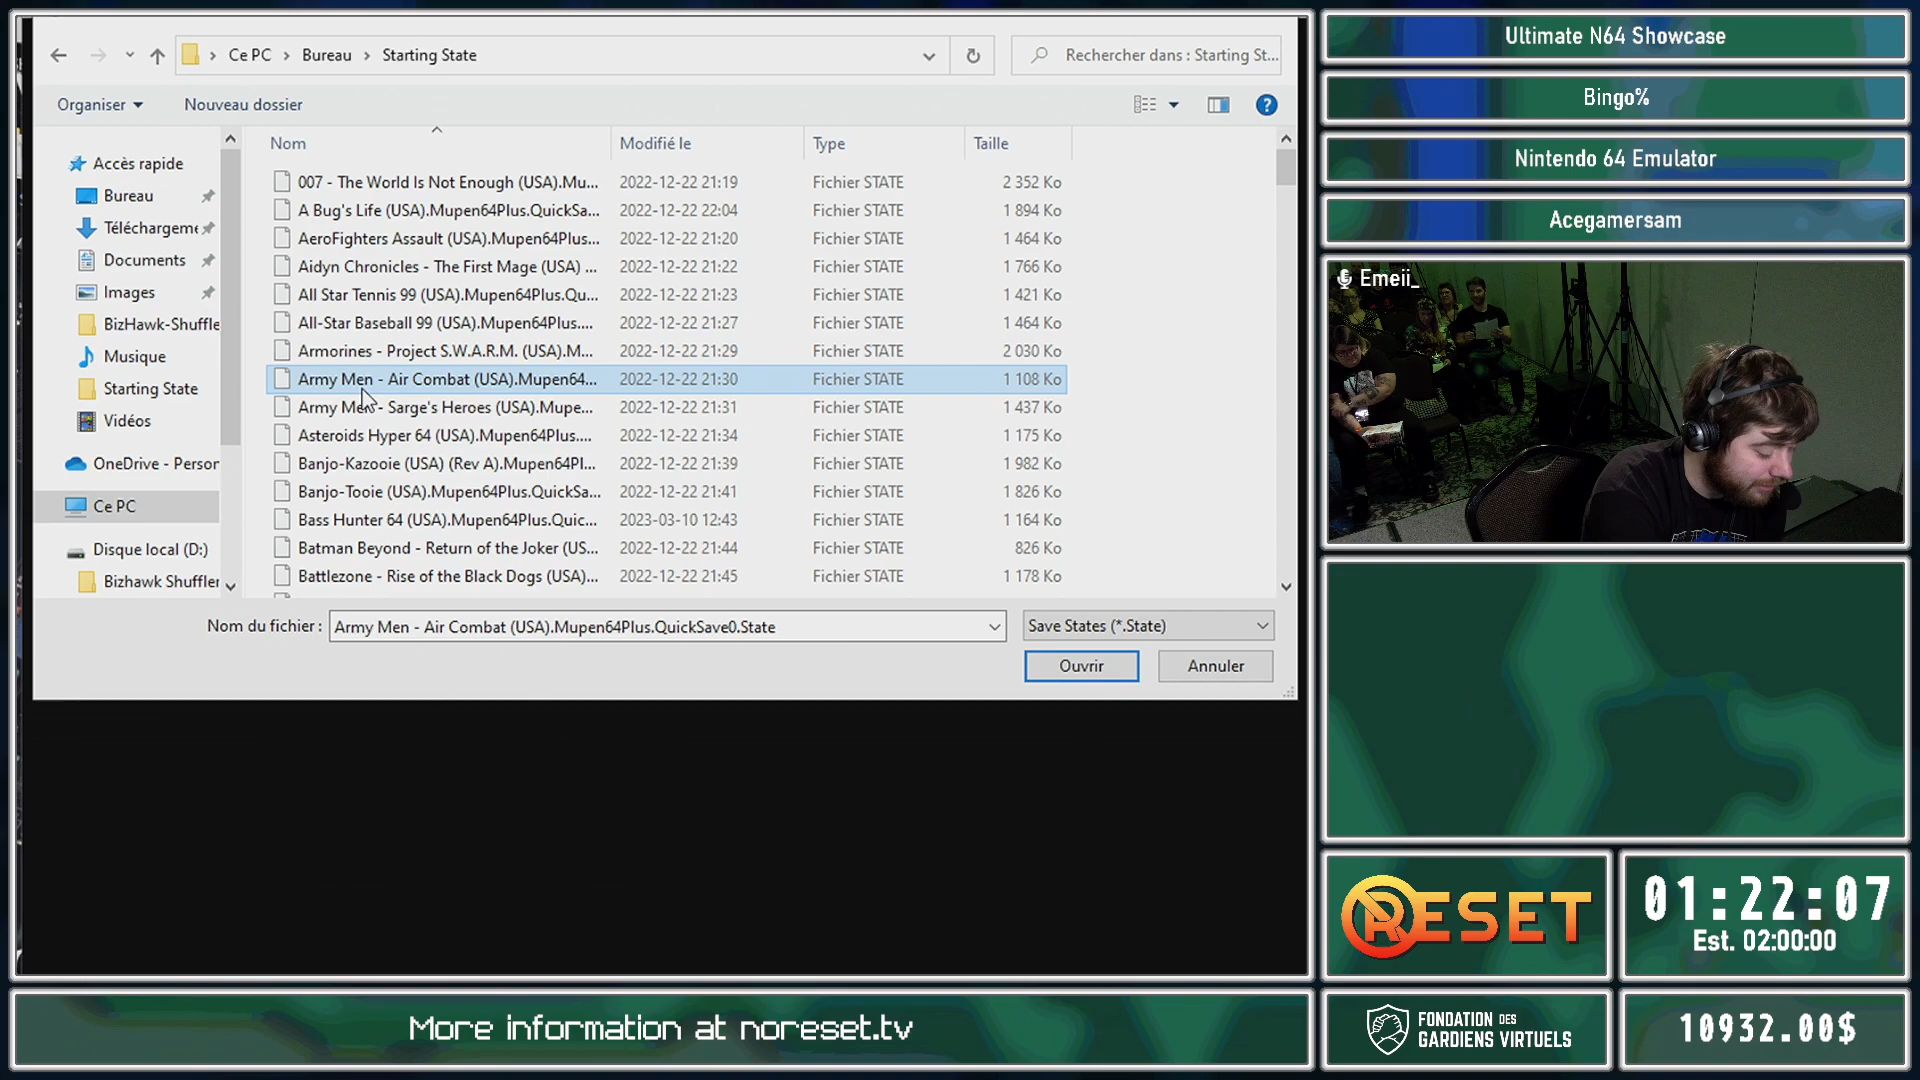 Ce PC > Bureau > Starting State
Rechercher dans : Starting St...
Organiser
Nouveau dossier
Accès rapide
Bureau
Téléchargeme
Documents
Images
BizHawk-Shuffle
Musique
Starting State
Vidéos
OneDrive - Person
Ce PC
Disque local (D:)
Bizhawk Shuffler
Nom Modifié le Type Taille
007 - The World Is Not Enough (USA).Mu... 2022-12-22 21:19 Fichier STATE 2 352 Ko
A Bug's Life (USA).Mupen64Plus.QuickSa... 2022-12-22 22:04 Fichier STATE 1 894 Ko
AeroFighters Assault (USA).Mupen64Plus... 2022-12-22 21:20 Fichier STATE 1 464 Ko
Aidyn Chronicles - The First Mage (USA) ... 2022-12-22 21:22 Fichier STATE 1 766 Ko
All Star Tennis 99 (USA).Mupen64Plus.Qu... 2022-12-22 21:23 Fichier STATE 1 421 Ko
All-Star Baseball 99 (USA).Mupen64Plus.... 2022-12-22 21:27 Fichier STATE 1 464 Ko
Armorines - Project S.W.A.R.M. (USA).M... 2022-12-22 21:29 Fichier STATE 2 030 Ko
Army Men - Air Combat (USA).Mupen64... 2022-12-22 21:30 Fichier STATE 1 108 Ko
Army Men - Sarge's Heroes (USA).Mupe... 2022-12-22 21:31 Fichier STATE 1 437 Ko
Asteroids Hyper 64 (USA).Mupen64Plus.... 2022-12-22 21:34 Fichier STATE 1 175 Ko
Banjo-Kazooie (USA) (Rev A).Mupen64Pl... 2022-12-22 21:39 Fichier STATE 1 982 Ko
Banjo-Tooie (USA).Mupen64Plus.QuickSa... 2022-12-22 21:41 Fichier STATE 1 826 Ko
Bass Hunter 64 (USA).Mupen64Plus.Quic... 2023-03-10 12:43 Fichier STATE 1 164 Ko
Batman Beyond - Return of the Joker (US... 2022-12-22 21:44 Fichier STATE 826 Ko
Battlezone - Rise of the Black Dogs (USA)... 2022-12-22 21:45 Fichier STATE 1 178 Ko
Nom du fichier : Army Men - Air Combat (USA).Mupen64Plus.QuickSave0.State
Save States (*.State)
Ouvrir
Annuler
Ultimate N64 Showcase
Bingo%
Nintendo 64 Emulator
Acegamersam
Emeii_
RESET
01:22:07
Est. 02:00:00
More information at noreset.tv
FONDATION DES
GARDIENS VIRTUELS
10932.00$